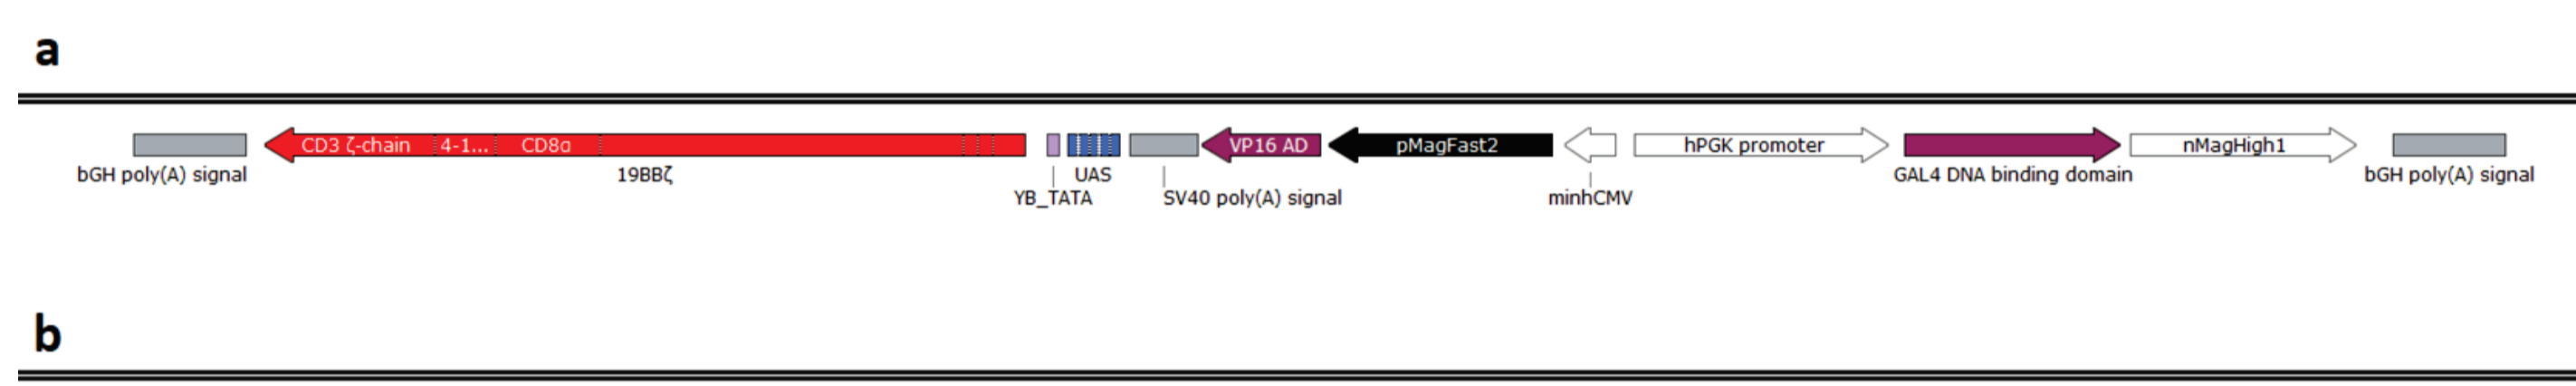 a
CD3 ζ-chain 4-1... CD8α VP16 AD pMagFast2 hPGK promoter nMagHigh1
bGH poly(A) signal 19BBζ UAS GAL4 DNA binding domain bGH poly(A) signal
YB_TATA SV40 poly(A) signal minhCMV
b